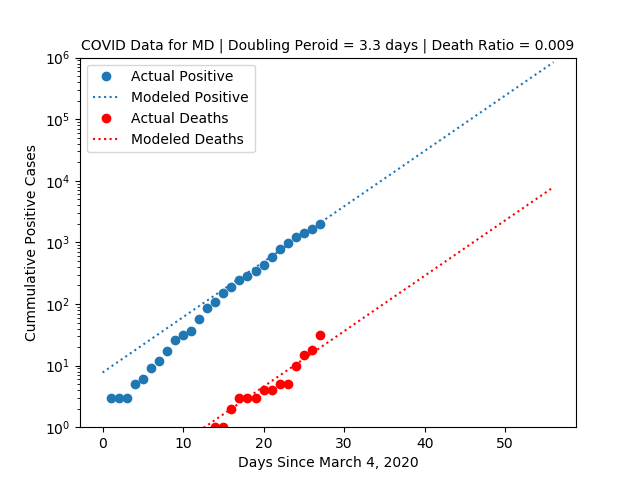 COVID Data for MD | Doubling Peroid = 3.3 days | Death Ratio = 0.009
Actual Positive
Modeled Positive
Actual Deaths
Modeled Deaths
Cummulative Positive Cases
10^6
10^5
10^4
10^3
10^2
10^1
10^0
0 10 20 30 40 50
Days Since March 4, 2020